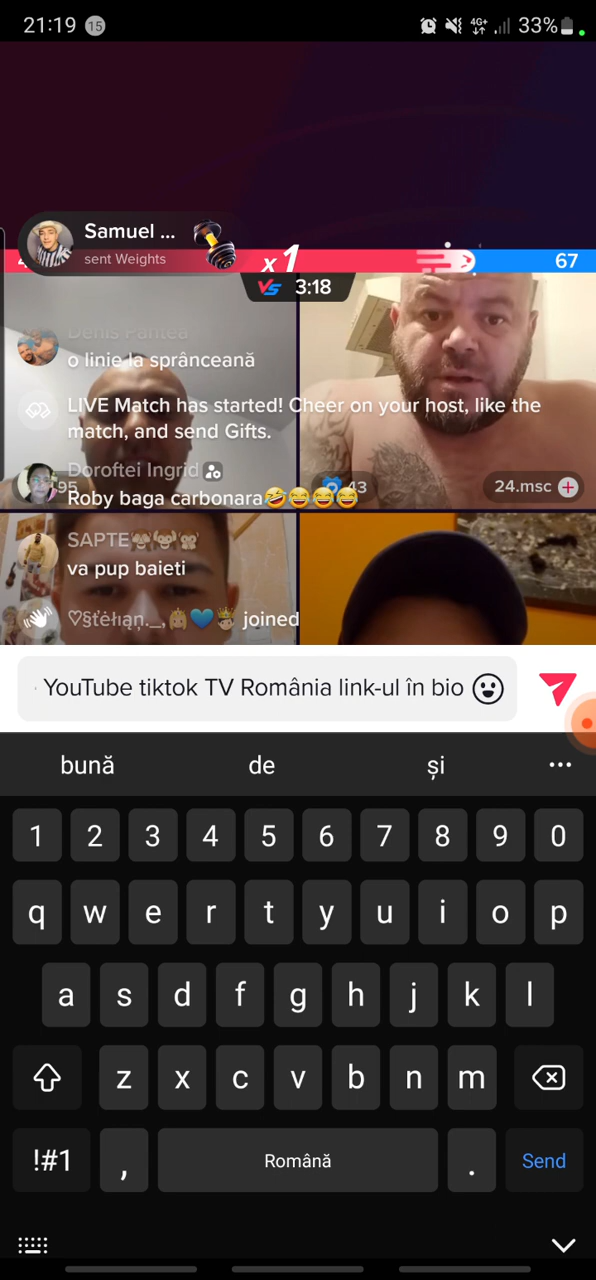 21:19 15 4G+ 33%
Samuel ...
sent Weights
x1
67
VS 3:18
Denis Pantea
o linie la sprânceană
LIVE Match has started! Cheer on your host, like the
match, and send Gifts.
Doroftei Ingrid
95
Roby baga carbonara🤣😂😂😂
43
24.msc +
SAPTE🙈🙊🙉
va pup baieti
joined
YouTube tiktok TV România link-ul în bio
bună de și ...
1 2 3 4 5 6 7 8 9 0
q w e r t y u i o p
a s d f g h j k l
z x c v b n m
!#1 , Română . Send